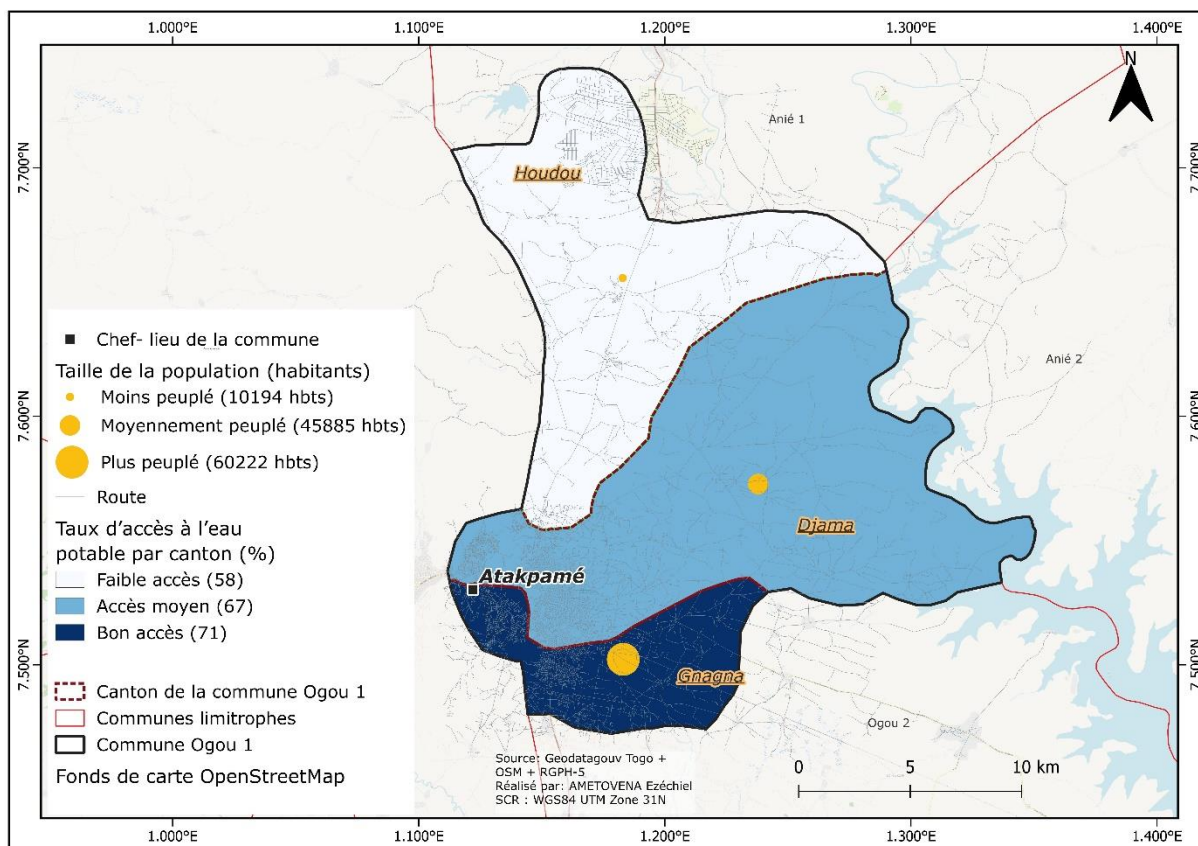 1.000°E 1.100°E 1.200°E 1.300°E 1.400°E
N
7.700°N 7.700°N
7.600°N 7.600°N
7.500°N 7.500°N
Anié 1
Houdou
Anié 2
Djama
Atakpamé
Gnagna
Ogou 2
Chef- lieu de la commune
Taille de la population (habitants)
Moins peuplé (10194 hbts)
Moyennement peuplé (45885 hbts)
Plus peuplé (60222 hbts)
Route
Taux d'accès à l'eau
potable par canton (%)
Faible accès (58)
Accès moyen (67)
Bon accès (71)
Canton de la commune Ogou 1
Communes limitrophes
Commune Ogou 1
Fonds de carte OpenStreetMap
Source: Geodatagouv Togo +
OSM + RGPH-5
Réalisé par: AMETOVENA Ezéchiel
SCR : WGS84 UTM Zone 31N
0 5 10 km
1.000°E 1.100°E 1.200°E 1.300°E 1.400°E